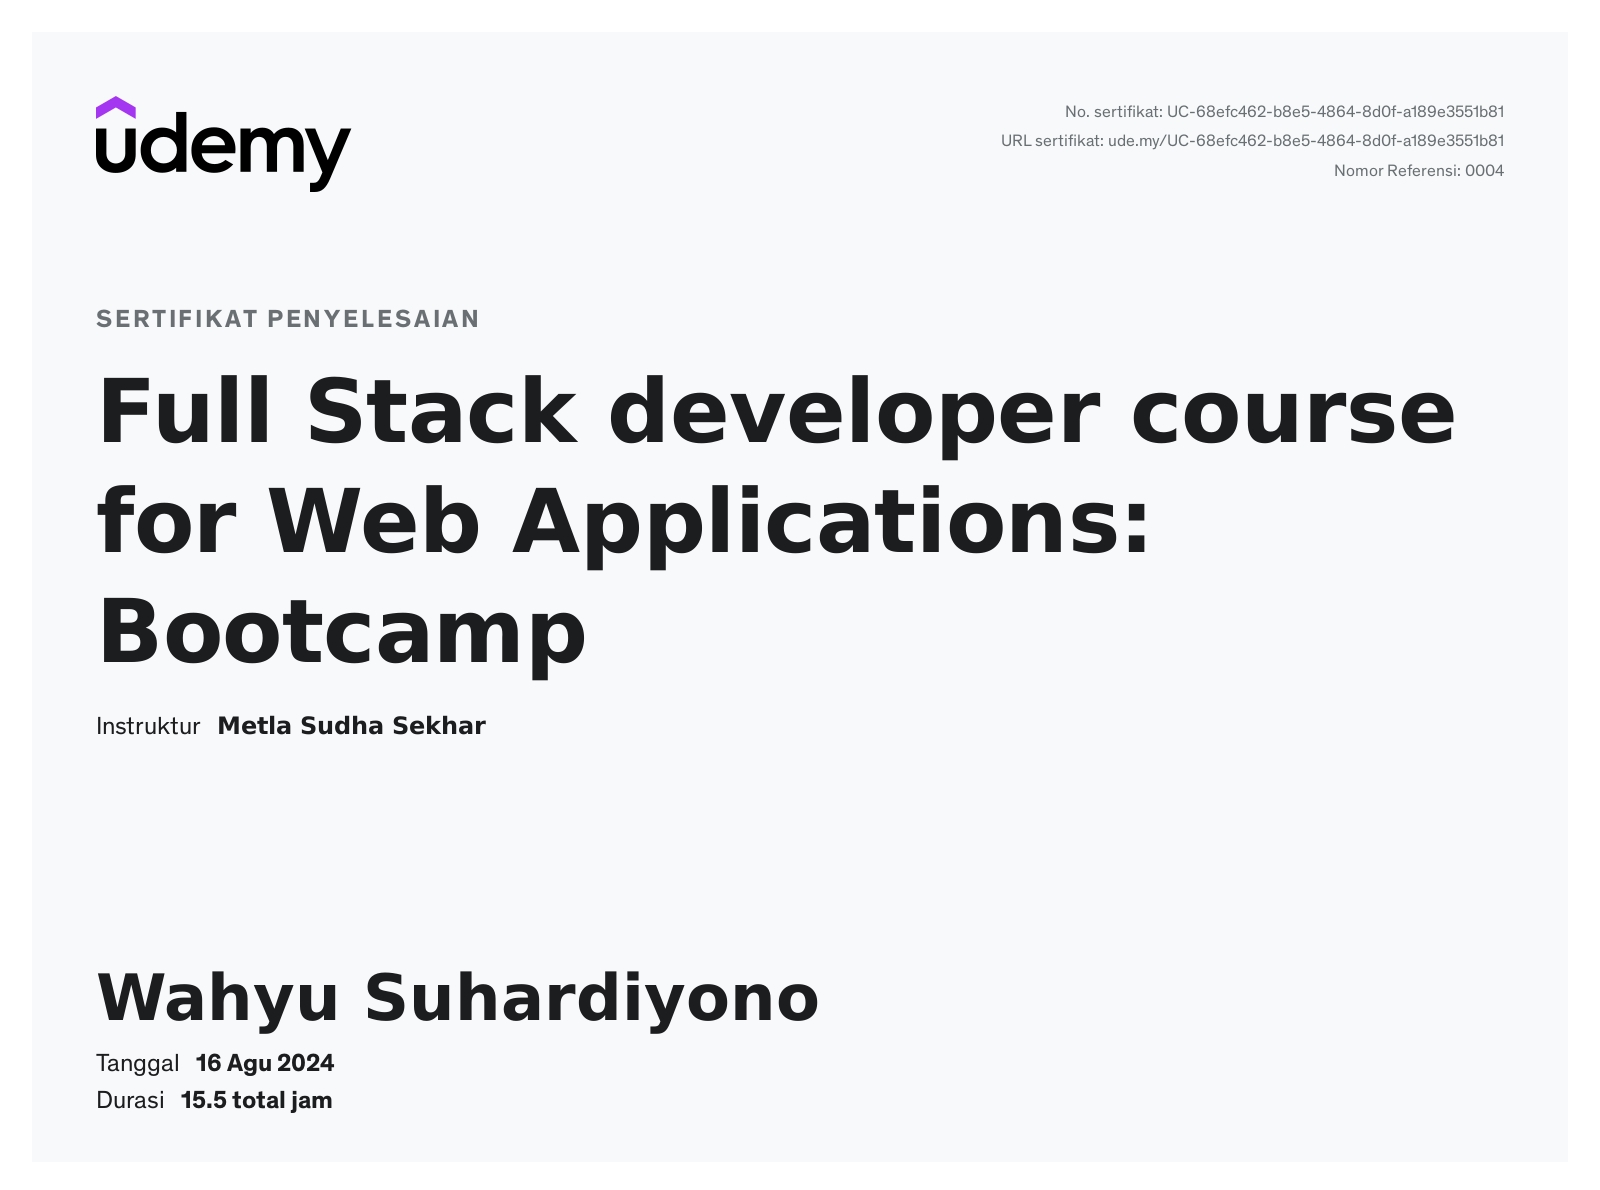 udemy
No. sertifikat: UC-68efc462-b8e5-4864-8d0f-a189e3551b81
URL sertifikat: ude.my/UC-68efc462-b8e5-4864-8d0f-a189e3551b81
Nomor Referensi: 0004
SERTIFIKAT PENYELESAIAN
Full Stack developer course
for Web Applications:
Bootcamp
Instruktur Metla Sudha Sekhar
Wahyu Suhardiyono
Tanggal 16 Agu 2024
Durasi 15.5 total jam